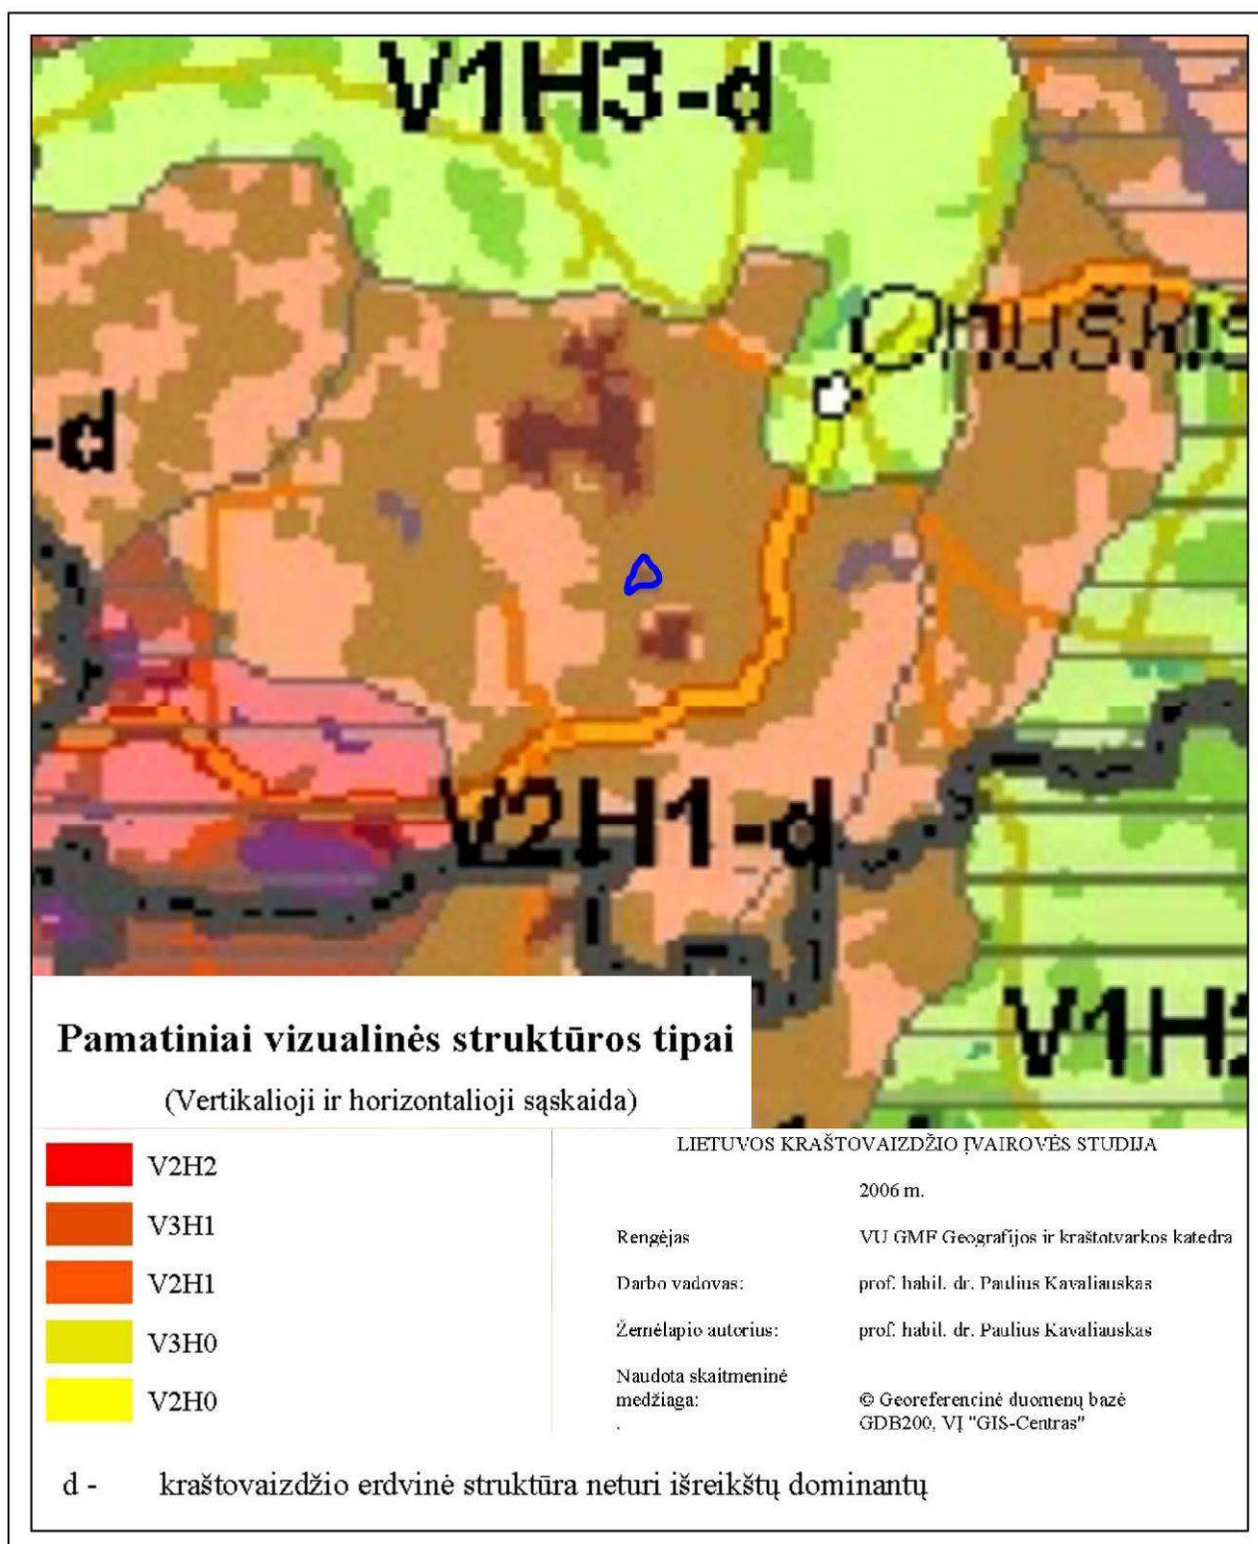 V1H3-d
nuškis
-d
V2H1-d
V1H2
Pamatiniai vizualinės struktūros tipai
(Vertikalioji ir horizontalioji sąskaida)
V2H2
V3H1
V2H1
V3H0
V2H0
LIETUVOS KRAŠTOVAIZDŽIO ĮVAIROVĖS STUDIJA
2006 m.
Rengėjas VU GMF Geografijos ir kraštotvarkos katedra
Darbo vadovas: prof. habil. dr. Paulius Kavaliauskas
Žemėlapio autorius: prof. habil. dr. Paulius Kavaliauskas
Naudota skaitmeninė
medžiaga: © Georeferencinė duomenų bazė
. GDB200, VĮ "GIS-Centras"
d - kraštovaizdžio erdvinė struktūra neturi išreikštų dominantų